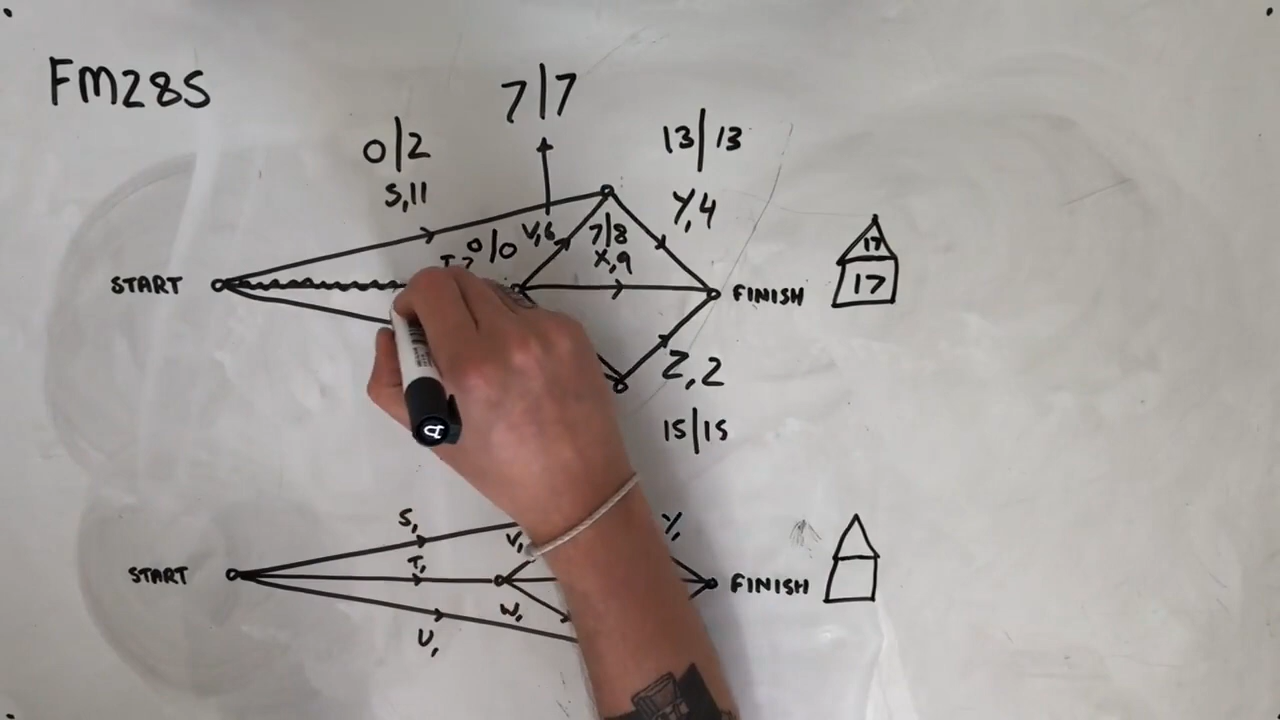 FM28S
7|7
0|2
13|13
S,11
Y,4
V,6
7|8
0|0
X,9
17
START
FINISH
17
Z,2
15|15
S,
Y,
V,
T,
START
FINISH
W,
U,